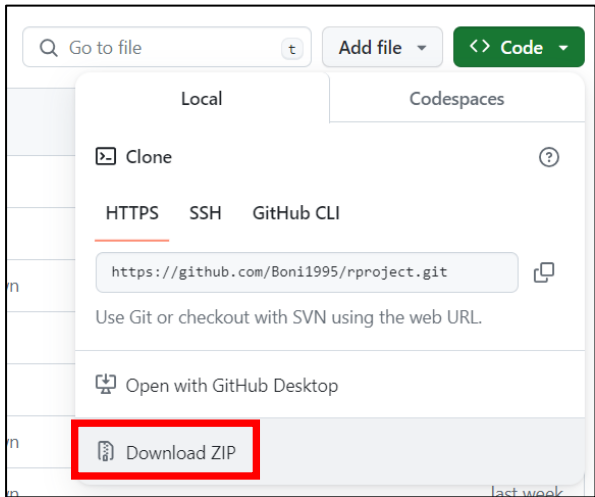 Go to file
t
Add file
<> Code
Local
Codespaces
Clone
HTTPS
SSH
GitHub CLI
https://github.com/Boni1995/rproject.git
Use Git or checkout with SVN using the web URL.
Open with GitHub Desktop
Download ZIP
last week